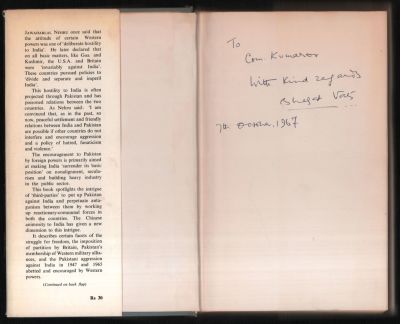 JAWAHARLAL NEHRU once said that
the attitude of certain Western
powers was one of 'deliberate hostility
to India'. He later declared that
on all basic matters, like Goa and
Kashmir, the U.S.A. and Britain
were 'invariably against India'.
These countries pursued policies to
'divide and separate and imperil
India'.
This hostility to India is often
projected through Pakistan and has
poisoned relations between the two
countries. As Nehru said: 'I am
convinced that, as in the past, so
now, peaceful settlement and friendly
relations between India and Pakistan
are possible if other countries do not
interfere and encourage aggression
and a policy of hatred, fanaticism
and violence.'
The encouragement to Pakistan
by foreign powers is primarily aimed
at making India 'surrender its basic
position' on nonalignment, secula-
rism and building heavy industry
in the public sector.
This book spotlights the intrigue
of 'third-parties' to put up Pakistan
against India and perpetuate anta-
gonism between them by working
up reactionary-communal forces in
both the countries. The Chinese
animosity to India has given a new
dimension to this intrigue.
It describes certain facets of the
struggle for freedom, the imposition
of partition by Britain, Pakistan's
membership of Western military allia-
nces, and the Pakistani aggression
against India in 1947 and 1965
abetted and encouraged by Western
powers.
(Continued on back flap)
Rs 30
To
Com Kumaran
With Kind regards
Bhagat Vats
7th October, 1967